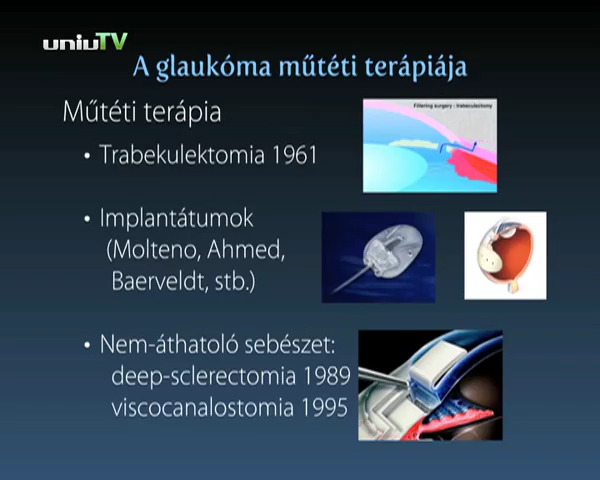 uniuTV
A glaukóma műtéti terápiája
Műtéti terápia
Filtering surgery : trabeculectomy
• Trabekulektomia 1961
• Implantátumok
(Molteno, Ahmed,
Baerveldt, stb.)
• Nem-áthatoló sebészet:
deep-sclerectomia 1989
viscocanalostomia 1995